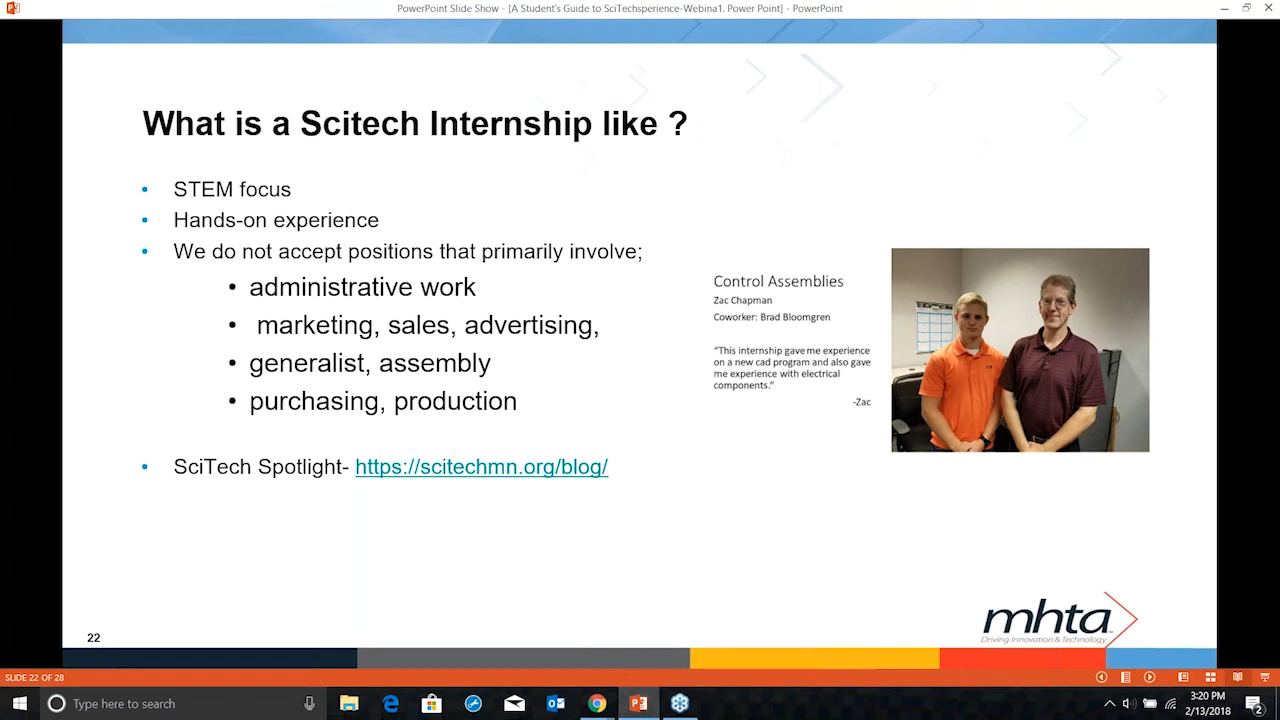 PowerPoint Slide Show - [A Student's Guide to SciTechsperience-Webina1. Power Point] - PowerPoint
What is a Scitech Internship like ?
• STEM focus
• Hands-on experience
• We do not accept positions that primarily involve;
• administrative work
• marketing, sales, advertising,
• generalist, assembly
• purchasing, production
• SciTech Spotlight- https://scitechmn.org/blog/
Control Assemblies
Zac Chapman
Coworker: Brad Bloomgren
“This internship gave me experience
on a new cad program and also gave
me experience with electrical
components.”
-Zac
mhta
Driving Innovation & Technology
22
SLIDE 22 OF 28
Type here to search
3:20 PM
2/13/2018
2